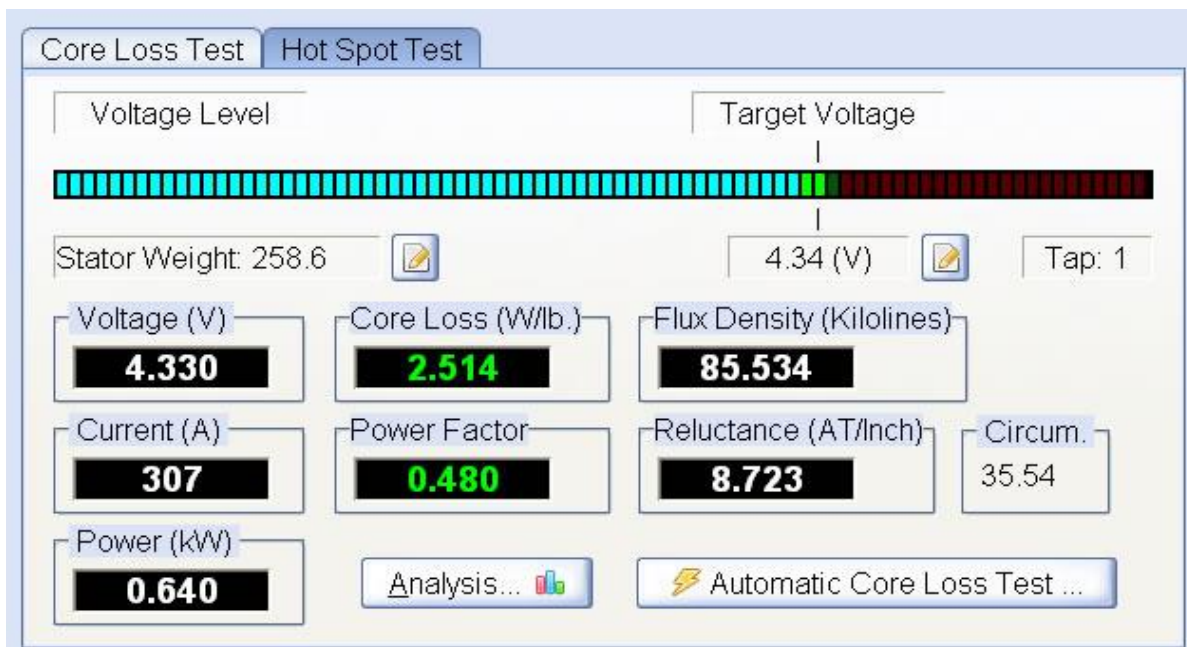 Core Loss Test Hot Spot Test
Voltage Level Target Voltage
Stator Weight: 258.6 4.34 (V) Tap: 1
Voltage (V) Core Loss (W/lb.) Flux Density (Kilolines)
4.330 2.514 85.534
Current (A) Power Factor Reluctance (AT/Inch) Circum.
307 0.480 8.723 35.54
Power (kW)
0.640
Analysis... Automatic Core Loss Test ...